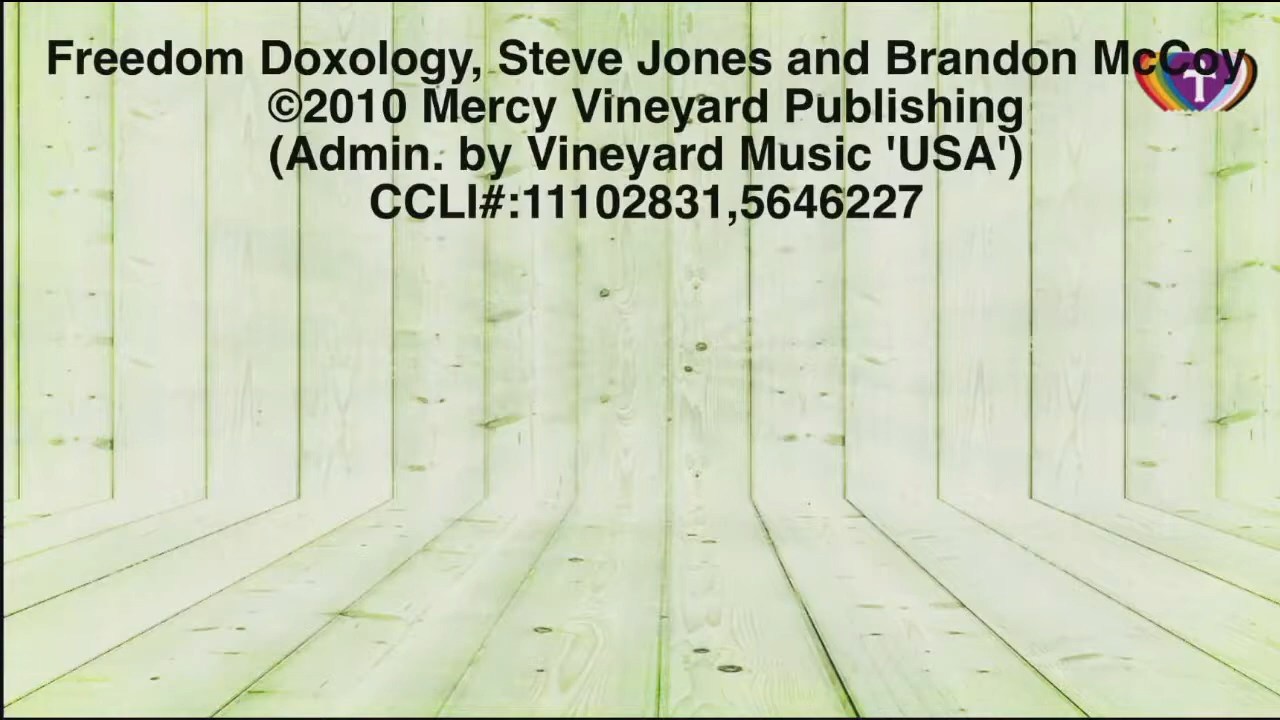 Freedom Doxology, Steve Jones and Brandon McCoy
©2010 Mercy Vineyard Publishing
(Admin. by Vineyard Music 'USA')
CCLI#:11102831,5646227
T